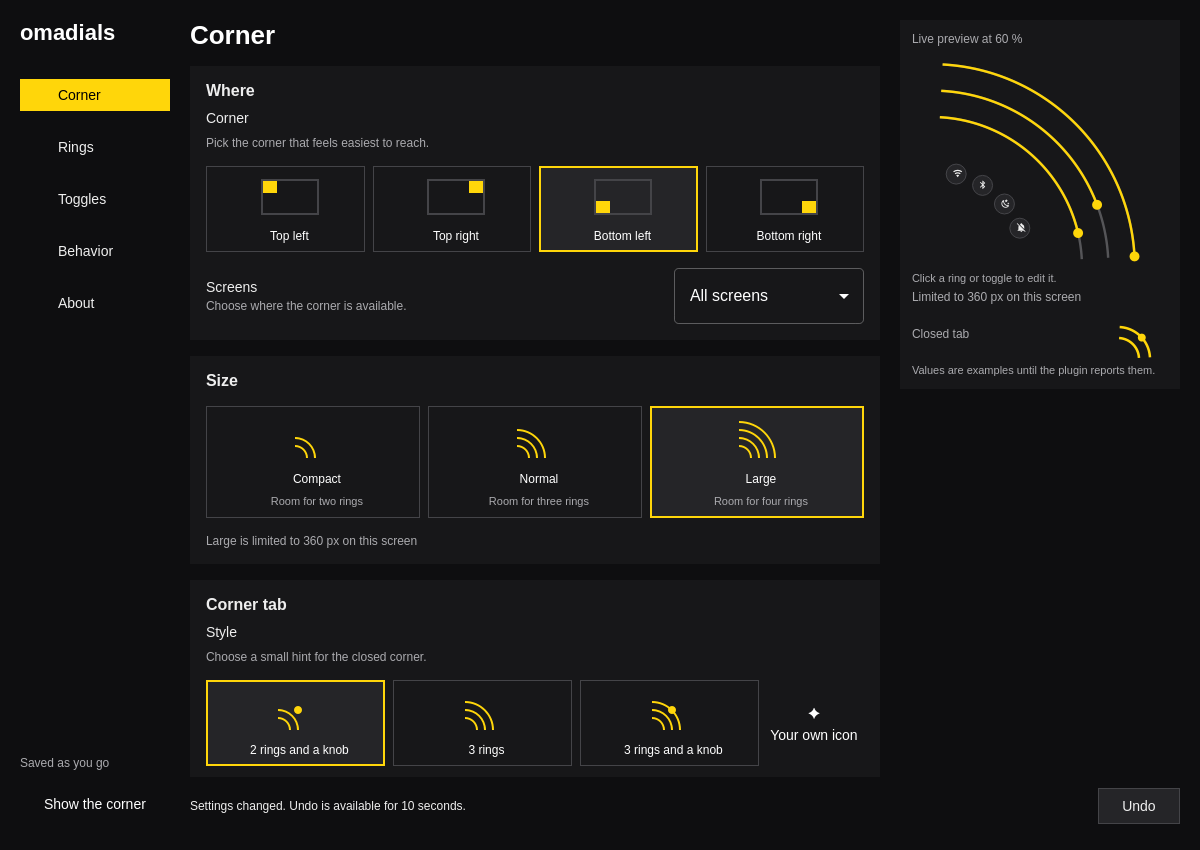 omadials
Corner
Rings
Toggles
Behavior
About
Saved as you go
Show the corner
Corner
Where
Corner
Pick the corner that feels easiest to reach.
Top left
Top right
Bottom left
Bottom right
Screens
Choose where the corner is available.
All screens
Size
Compact
Room for two rings
Normal
Room for three rings
Large
Room for four rings
Large is limited to 360 px on this screen
Corner tab
Style
Choose a small hint for the closed corner.
2 rings and a knob
3 rings
3 rings and a knob
Your own icon
Settings changed. Undo is available for 10 seconds.
Undo
Live preview at 60 %
Click a ring or toggle to edit it.
Limited to 360 px on this screen
Closed tab
Values are examples until the plugin reports them.